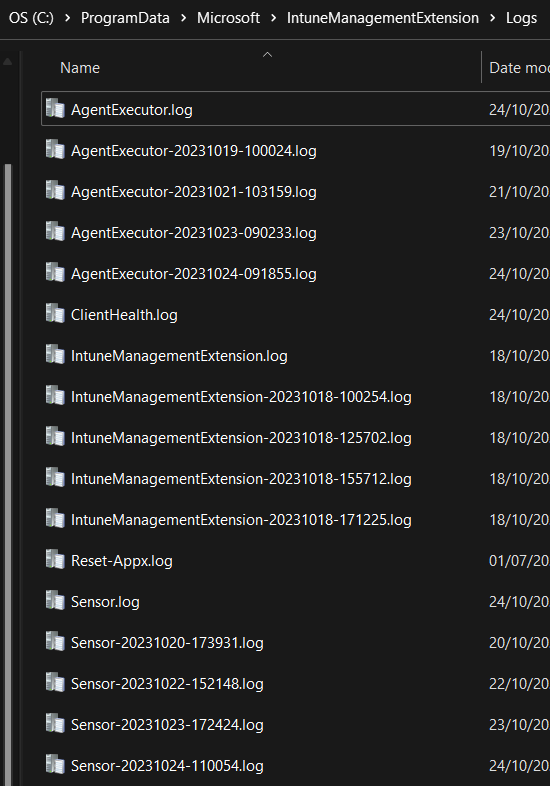 OS (C:) > ProgramData > Microsoft > IntuneManagementExtension > Logs
Name Date mo
AgentExecutor.log 24/10/20
AgentExecutor-20231019-100024.log 19/10/20
AgentExecutor-20231021-103159.log 21/10/20
AgentExecutor-20231023-090233.log 23/10/20
AgentExecutor-20231024-091855.log 24/10/20
ClientHealth.log 24/10/20
IntuneManagementExtension.log 18/10/20
IntuneManagementExtension-20231018-100254.log 18/10/20
IntuneManagementExtension-20231018-125702.log 18/10/20
IntuneManagementExtension-20231018-155712.log 18/10/20
IntuneManagementExtension-20231018-171225.log 18/10/20
Reset-Appx.log 01/07/20
Sensor.log 24/10/20
Sensor-20231020-173931.log 20/10/20
Sensor-20231022-152148.log 22/10/20
Sensor-20231023-172424.log 23/10/20
Sensor-20231024-110054.log 24/10/20